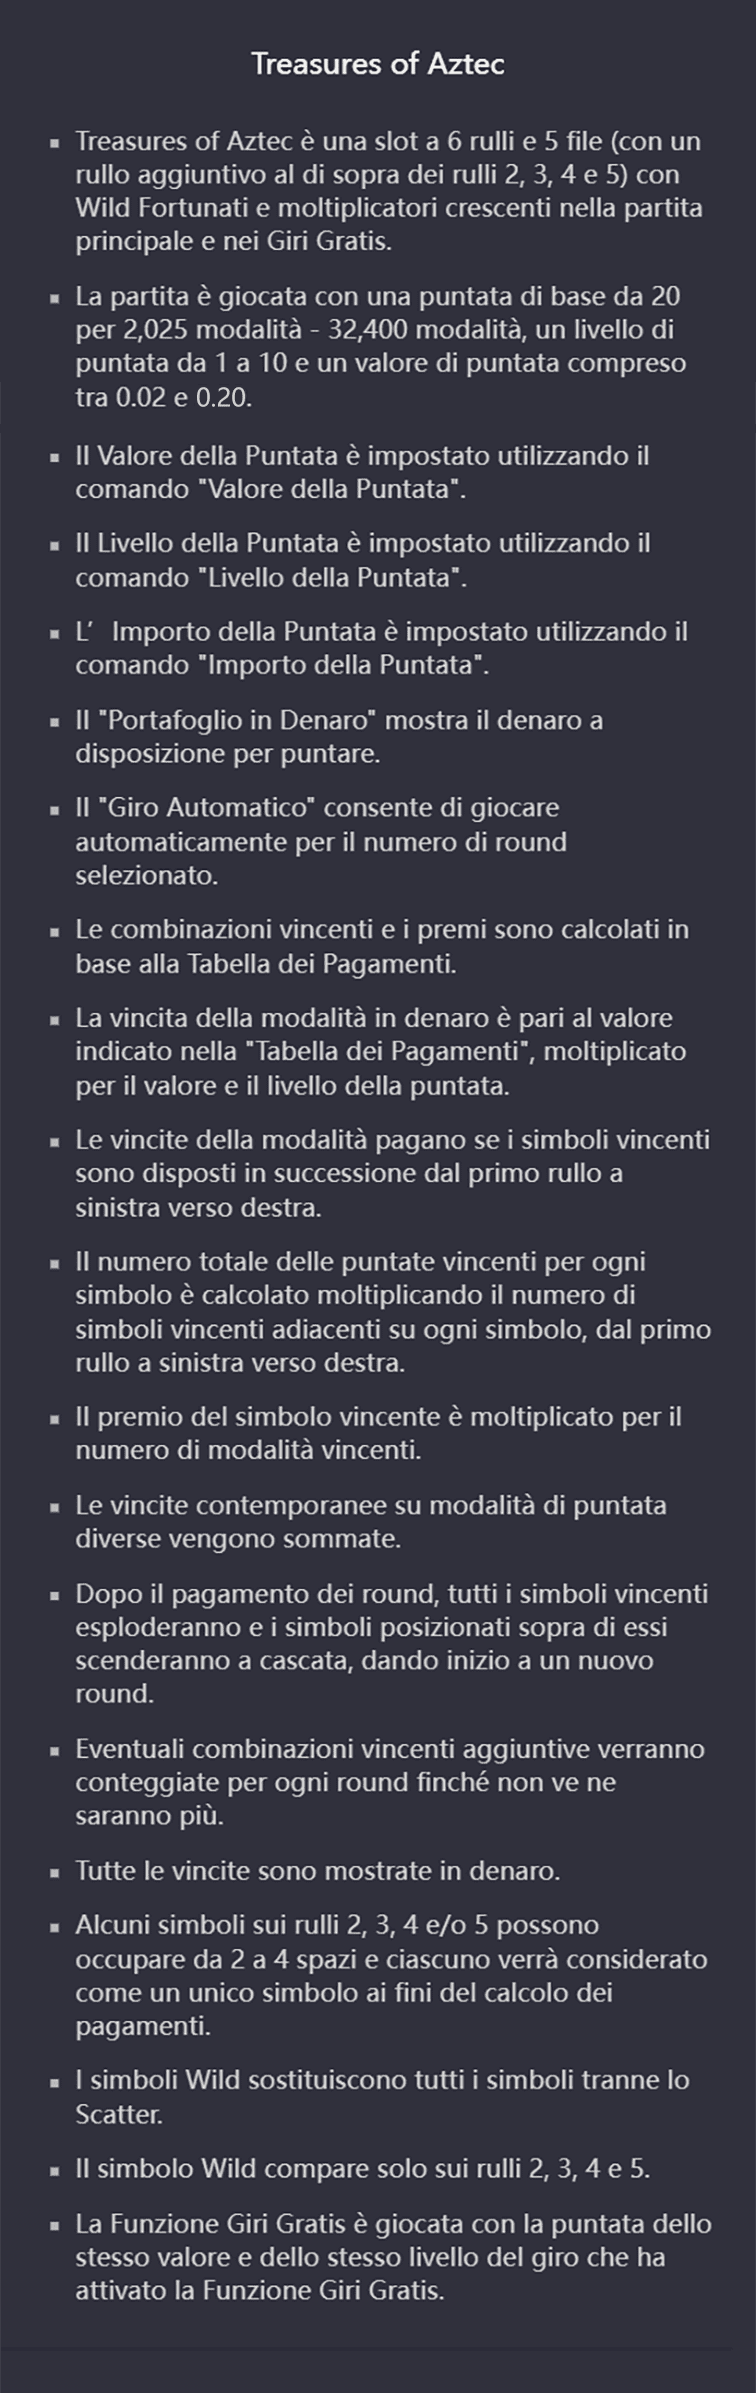 Treasures of Aztec
▪ Treasures of Aztec è una slot a 6 rulli e 5 file (con un
rullo aggiuntivo al di sopra dei rulli 2, 3, 4 e 5) con
Wild Fortunati e moltiplicatori crescenti nella partita
principale e nei Giri Gratis.
▪ La partita è giocata con una puntata di base da 20
per 2,025 modalità - 32,400 modalità, un livello di
puntata da 1 a 10 e un valore di puntata compreso
tra 0.02 e 0.20.
▪ Il Valore della Puntata è impostato utilizzando il
comando "Valore della Puntata".
▪ Il Livello della Puntata è impostato utilizzando il
comando "Livello della Puntata".
▪ L’ Importo della Puntata è impostato utilizzando il
comando "Importo della Puntata".
▪ Il "Portafoglio in Denaro" mostra il denaro a
disposizione per puntare.
▪ Il "Giro Automatico" consente di giocare
automaticamente per il numero di round
selezionato.
▪ Le combinazioni vincenti e i premi sono calcolati in
base alla Tabella dei Pagamenti.
▪ La vincita della modalità in denaro è pari al valore
indicato nella "Tabella dei Pagamenti", moltiplicato
per il valore e il livello della puntata.
▪ Le vincite della modalità pagano se i simboli vincenti
sono disposti in successione dal primo rullo a
sinistra verso destra.
▪ Il numero totale delle puntate vincenti per ogni
simbolo è calcolato moltiplicando il numero di
simboli vincenti adiacenti su ogni simbolo, dal primo
rullo a sinistra verso destra.
▪ Il premio del simbolo vincente è moltiplicato per il
numero di modalità vincenti.
▪ Le vincite contemporanee su modalità di puntata
diverse vengono sommate.
▪ Dopo il pagamento dei round, tutti i simboli vincenti
esploderanno e i simboli posizionati sopra di essi
scenderanno a cascata, dando inizio a un nuovo
round.
▪ Eventuali combinazioni vincenti aggiuntive verranno
conteggiate per ogni round finché non ve ne
saranno più.
▪ Tutte le vincite sono mostrate in denaro.
▪ Alcuni simboli sui rulli 2, 3, 4 e/o 5 possono
occupare da 2 a 4 spazi e ciascuno verrà considerato
come un unico simbolo ai fini del calcolo dei
pagamenti.
▪ I simboli Wild sostituiscono tutti i simboli tranne lo
Scatter.
▪ Il simbolo Wild compare solo sui rulli 2, 3, 4 e 5.
▪ La Funzione Giri Gratis è giocata con la puntata dello
stesso valore e dello stesso livello del giro che ha
attivato la Funzione Giri Gratis.